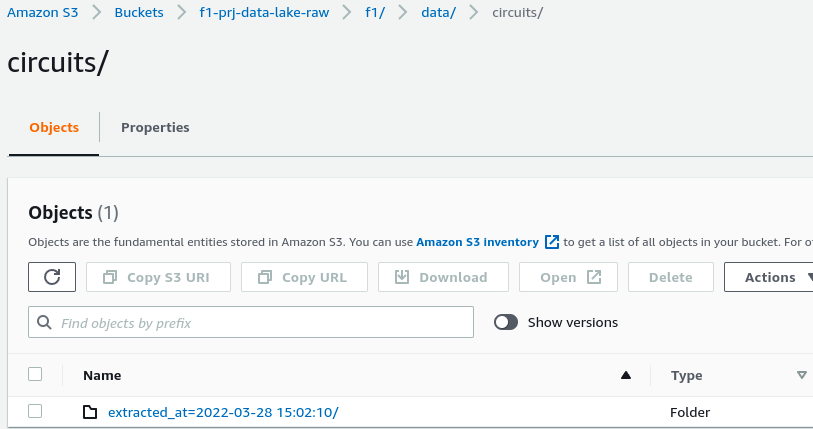 Amazon S3 > Buckets > f1-prj-data-lake-raw > f1/ > data/ > circuits/
circuits/
Objects Properties
Objects (1)
Objects are the fundamental entities stored in Amazon S3. You can use Amazon S3 inventory to get a list of all objects in your bucket. For
Copy S3 URI Copy URL Download Open Delete Actions
Find objects by prefix Show versions
Name Type
extracted_at=2022-03-28 15:02:10/ Folder